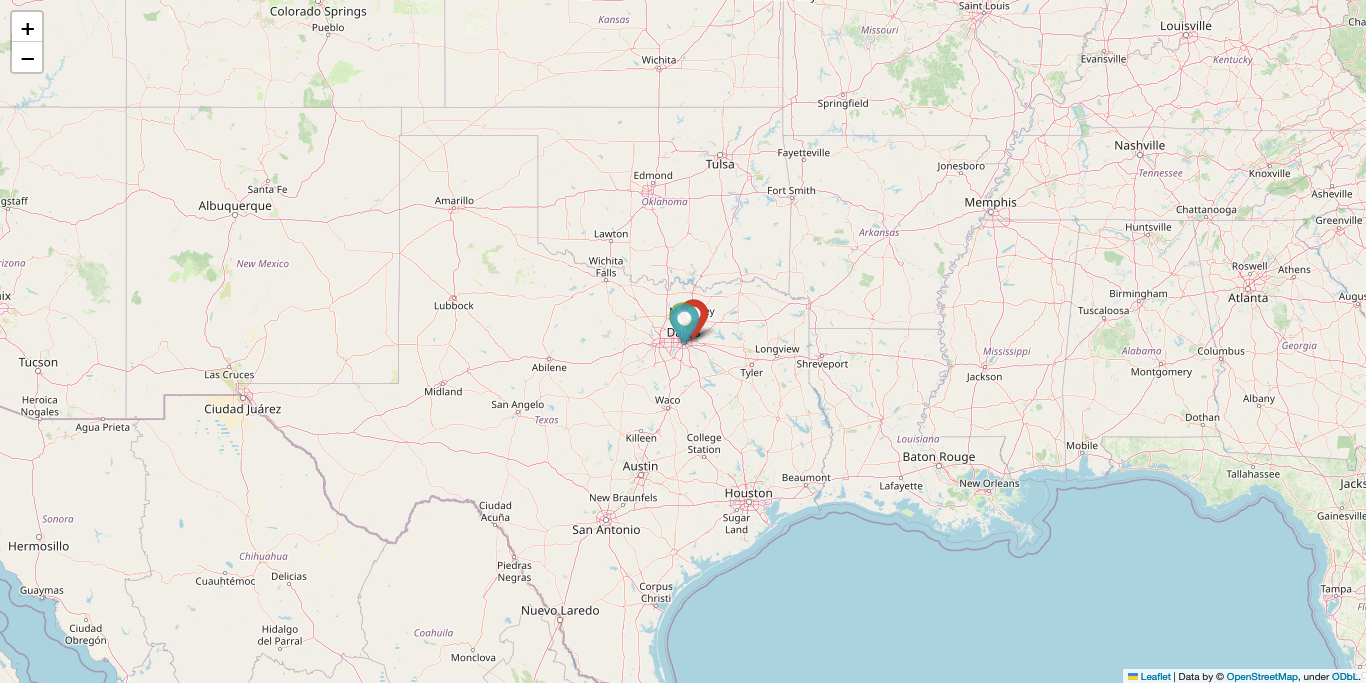 +
−
Colorado Springs
Pueblo
Kansas
Wichita
Missouri
Saint Louis
Louisville
Evansville
Kentucky
Springfield
Santa Fe
Albuquerque
New Mexico
Amarillo
Edmond
Oklahoma
Tulsa
Fayetteville
Fort Smith
Lawton
Wichita
Falls
Arkansas
Jonesboro
Memphis
Nashville
Tennessee
Knoxville
Asheville
Chattanooga
Greenville
Huntsville
Roswell
Athens
Atlanta
Birmingham
Tuscaloosa
Lubbock
Abilene
Midland
San Angelo
Texas
Longview
Tyler
Shreveport
Waco
Killeen
College
Station
Austin
New Braunfels
San Antonio
Houston
Sugar
Land
Beaumont
Lafayette
Louisiana
Baton Rouge
New Orleans
Mississippi
Jackson
Alabama
Montgomery
Columbus
Georgia
Albany
Dothan
Mobile
Tallahassee
Gainesville
Tampa
Tucson
Las Cruces
Ciudad Juárez
Heroica
Nogales
Agua Prieta
Sonora
Hermosillo
Guaymas
Ciudad
Obregón
Chihuahua
Cuauhtémoc
Delicias
Hidalgo
del Parral
Ciudad
Acuña
Piedras
Negras
Nuevo Laredo
Coahuila
Monclova
Corpus
Christi
Leaflet | Data by © OpenStreetMap, under ODbL.